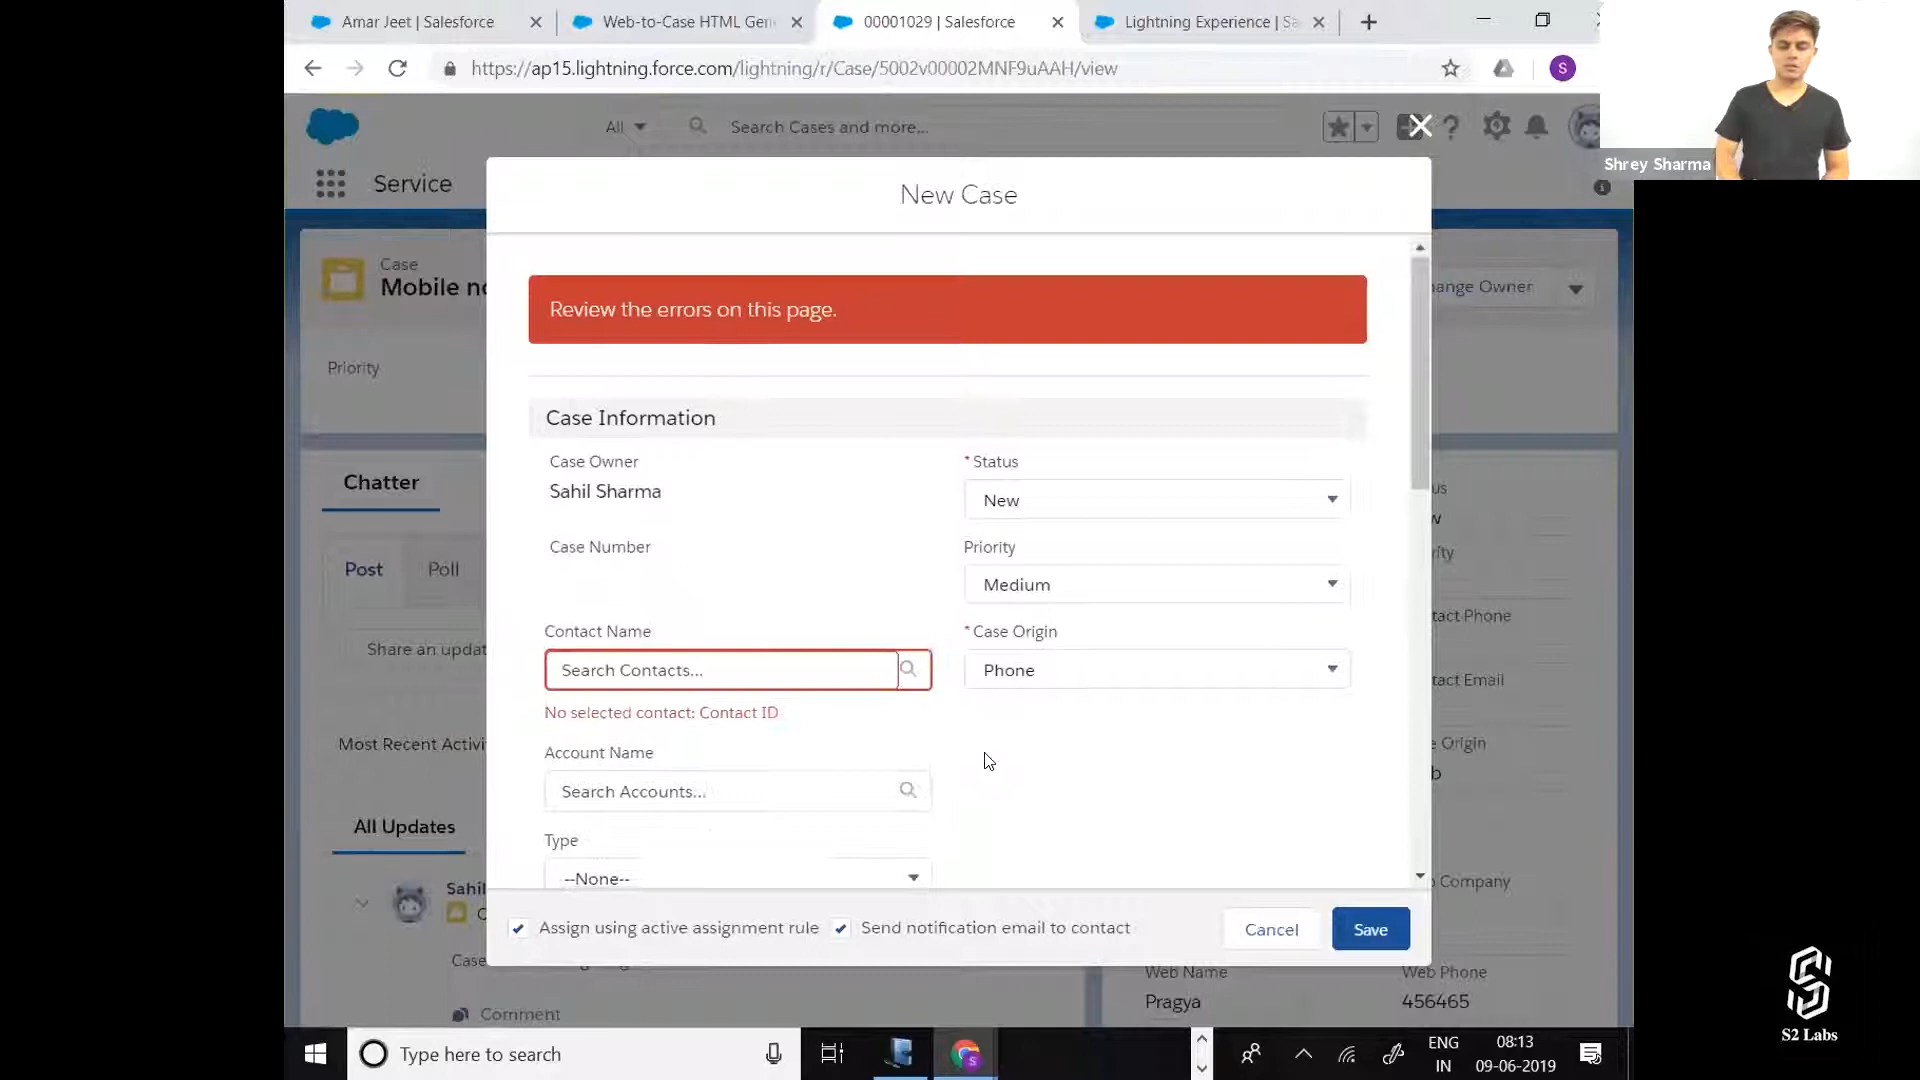 Amar Jeet | Salesforce
Web-to-Case HTML Gen
00001029 | Salesforce
Lightning Experience | Sa
https://ap15.lightning.force.com/lightning/r/Case/5002v00002MNF9uAAH/view
S
All
Search Cases and more...
Shrey Sharma
Service
New Case
Case
Mobile no
Change Owner
Review the errors on this page.
Priority
Case Information
Case Owner
* Status
Sahil Sharma
New
Chatter
Case Number
Priority
Post
Poll
Medium
Contact Name
* Case Origin
Share an updat
Search Contacts...
Phone
No selected contact: Contact ID
Most Recent Activi
Account Name
Search Accounts...
All Updates
Type
--None--
Sahil
Company
Assign using active assignment rule
Send notification email to contact
Cancel
Save
Case
Web Name
Web Phone
Pragya
456465
Comment
S2 Labs
Type here to search
ENG
IN
08:13
09-06-2019